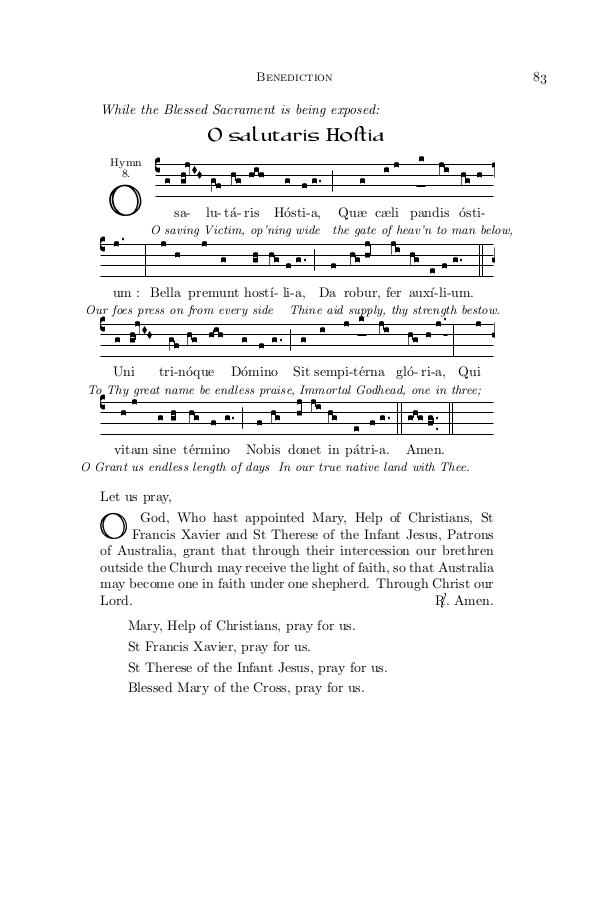 Benediction 83
While the Blessed Sacrament is being exposed:
O salutaris Hostia
Hymn
8.
O sa- lu-tá-ris Hósti-a, Quæ cæli pandis ósti-
O saving Victim, op'ning wide the gate of heav'n to man below,
um : Bella premunt hostí-li-a, Da robur, fer auxí-li-um.
Our foes press on from every side Thine aid supply, thy strength bestow.
Uni tri-nóque Dómino Sit sempi-térna gló-ri-a, Qui
To Thy great name be endless praise, Immortal Godhead, one in three;
vitam sine término Nobis donet in pátri-a. Amen.
O Grant us endless length of days In our true native land with Thee.
Let us pray,
O God, Who hast appointed Mary, Help of Christians, St
Francis Xavier and St Therese of the Infant Jesus, Patrons
of Australia, grant that through their intercession our brethren
outside the Church may receive the light of faith, so that Australia
may become one in faith under one shepherd. Through Christ our
Lord. ℟. Amen.
Mary, Help of Christians, pray for us.
St Francis Xavier, pray for us.
St Therese of the Infant Jesus, pray for us.
Blessed Mary of the Cross, pray for us.